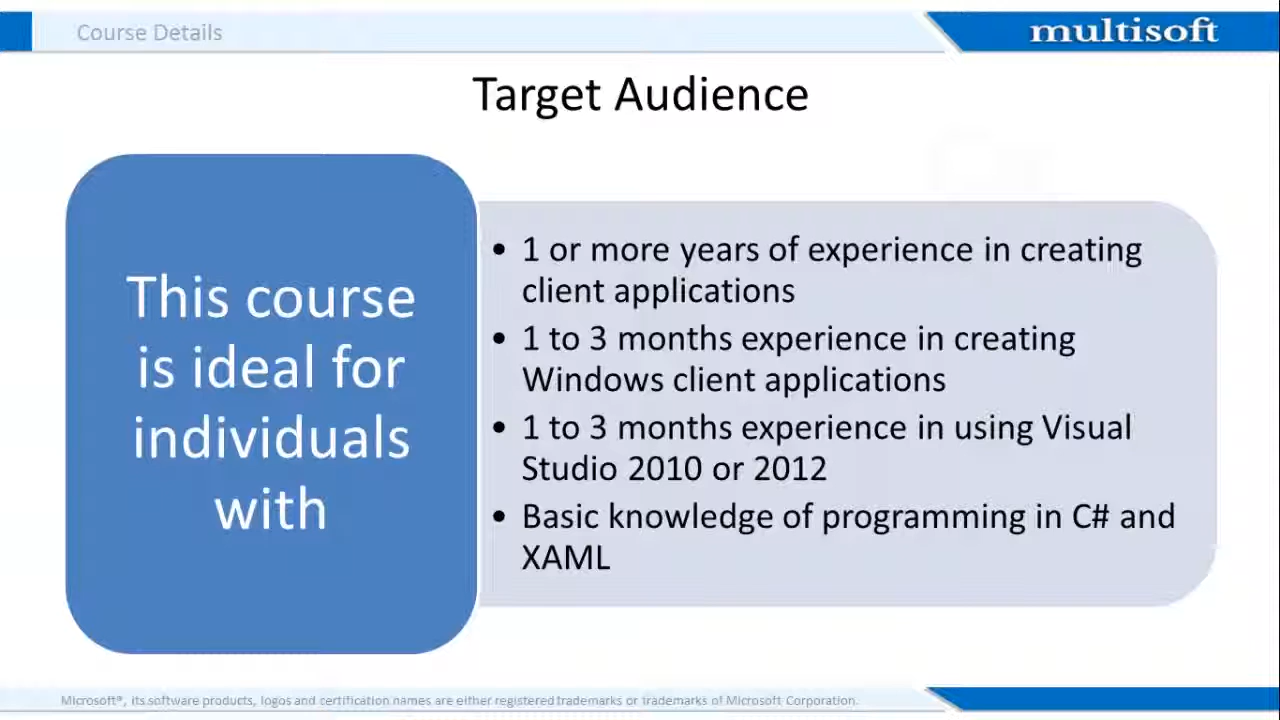 Course Details
multisoft
Target Audience
This course
is ideal for
individuals
with
• 1 or more years of experience in creating
client applications
• 1 to 3 months experience in creating
Windows client applications
• 1 to 3 months experience in using Visual
Studio 2010 or 2012
• Basic knowledge of programming in C# and
XAML
Microsoft®, its software products, logos and certification names are either registered trademarks or trademarks of Microsoft Corporation.